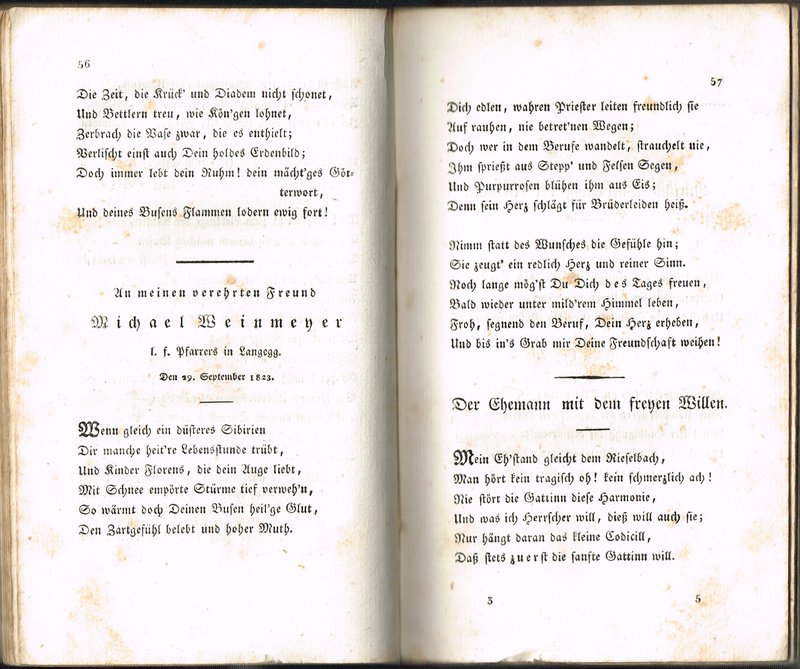 56
Die Zeit, die Krück' und Diadem nicht schonet,
Und Bettlern treu, wie Kön'gen lohnet,
Zerbrach die Vase zwar, die es enthielt;
Verlischt einst auch Dein holdes Erdenbild;
Doch immer lebt dein Ruhm! dein mächt'ges Göt-
terwort,
Und deines Busens Flammen lodern ewig fort!
An meinen verehrten Freund
Michael Weinmeyer
l. f. Pfarrers in Langegg.
Den 29. September 1823.
Wenn gleich ein düsteres Sibirien
Dir manche heit're Lebensstunde trübt,
Und Kinder Florens, die dein Auge liebt,
Mit Schnee empörte Stürme tief verweh'n,
So wärmt doch Deinen Busen heil'ge Glut,
Den Zartgefühl belebt und hoher Muth.
57
Dich edlen, wahren Priester leiten freundlich sie
Auf rauhen, nie betret'nen Wegen;
Doch wer in dem Berufe wandelt, strauchelt nie,
Ihm sprießt aus Stepp' und Felsen Segen,
Und Purpurrosen blühen ihm aus Eis;
Denn sein Herz schlägt für Brüderleiden heiß.
Nimm statt des Wunsches die Gefühle hin;
Sie zeugt' ein redlich Herz und reiner Sinn.
Noch lange mög'st Du Dich des Tages freuen,
Bald wieder unter mild'rem Himmel leben,
Froh, segnend den Beruf, Dein Herz erheben,
Und bis in's Grab mir Deine Freundschaft weihen!
Der Ehemann mit dem freyen Willen.
Mein Eh'stand gleicht dem Rieselbach,
Man hört kein tragisch oh! kein schmerzlich ach!
Nie stört die Gattinn diese Harmonie,
Und was ich Herrscher will, dieß will auch sie;
Nur hängt daran das kleine Codicill,
Daß stets zuerst die sanfte Gattinn will.
3 5